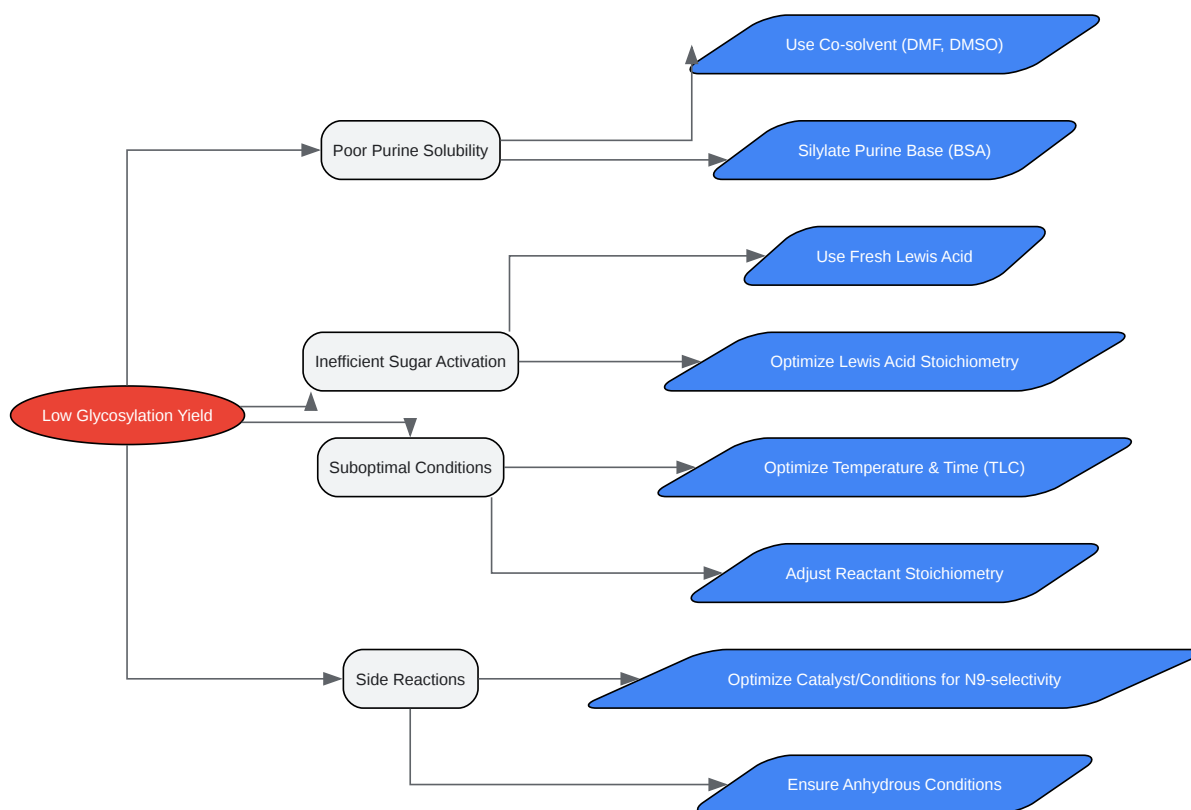 Use Co-solvent (DMF, DMSO)
Poor Purine Solubility
Silylate Purine Base (BSA)
Use Fresh Lewis Acid
Inefficient Sugar Activation
Optimize Lewis Acid Stoichiometry
Low Glycosylation Yield
Suboptimal Conditions
Optimize Temperature & Time (TLC)
Adjust Reactant Stoichiometry
Side Reactions
Optimize Catalyst/Conditions for N9-selectivity
Ensure Anhydrous Conditions